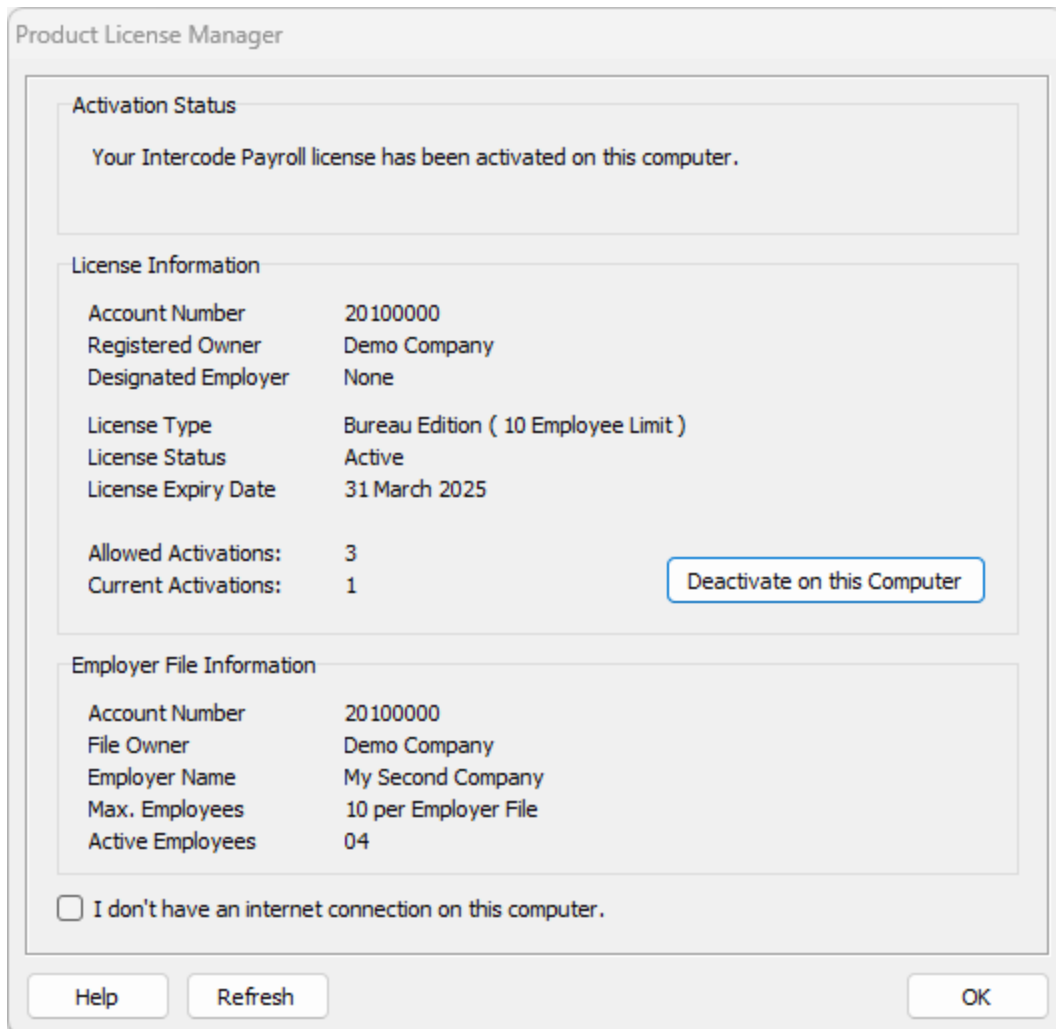 Product License Manager
Activation Status
Your Intercode Payroll license has been activated on this computer.
License Information
Account Number 20100000
Registered Owner Demo Company
Designated Employer None
License Type Bureau Edition ( 10 Employee Limit )
License Status Active
License Expiry Date 31 March 2025
Allowed Activations: 3
Current Activations: 1
Deactivate on this Computer
Employer File Information
Account Number 20100000
File Owner Demo Company
Employer Name My Second Company
Max. Employees 10 per Employer File
Active Employees 04
I don't have an internet connection on this computer.
Help Refresh OK